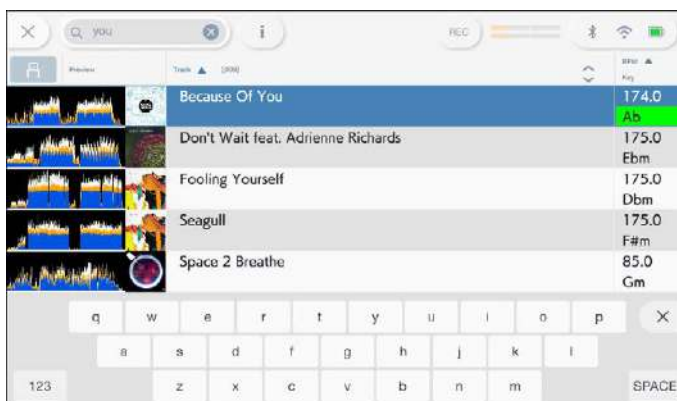 you
i
REC
Preview
Track
BPM
Key
Because Of You
174.0
Ab
Don't Wait feat. Adrienne Richards
175.0
Ebm
Fooling Yourself
175.0
Dbm
Seagull
175.0
F#m
Space 2 Breathe
85.0
Gm
q w e r t y u i o p
a s d f g h j k l
123 z x c v b n m SPACE